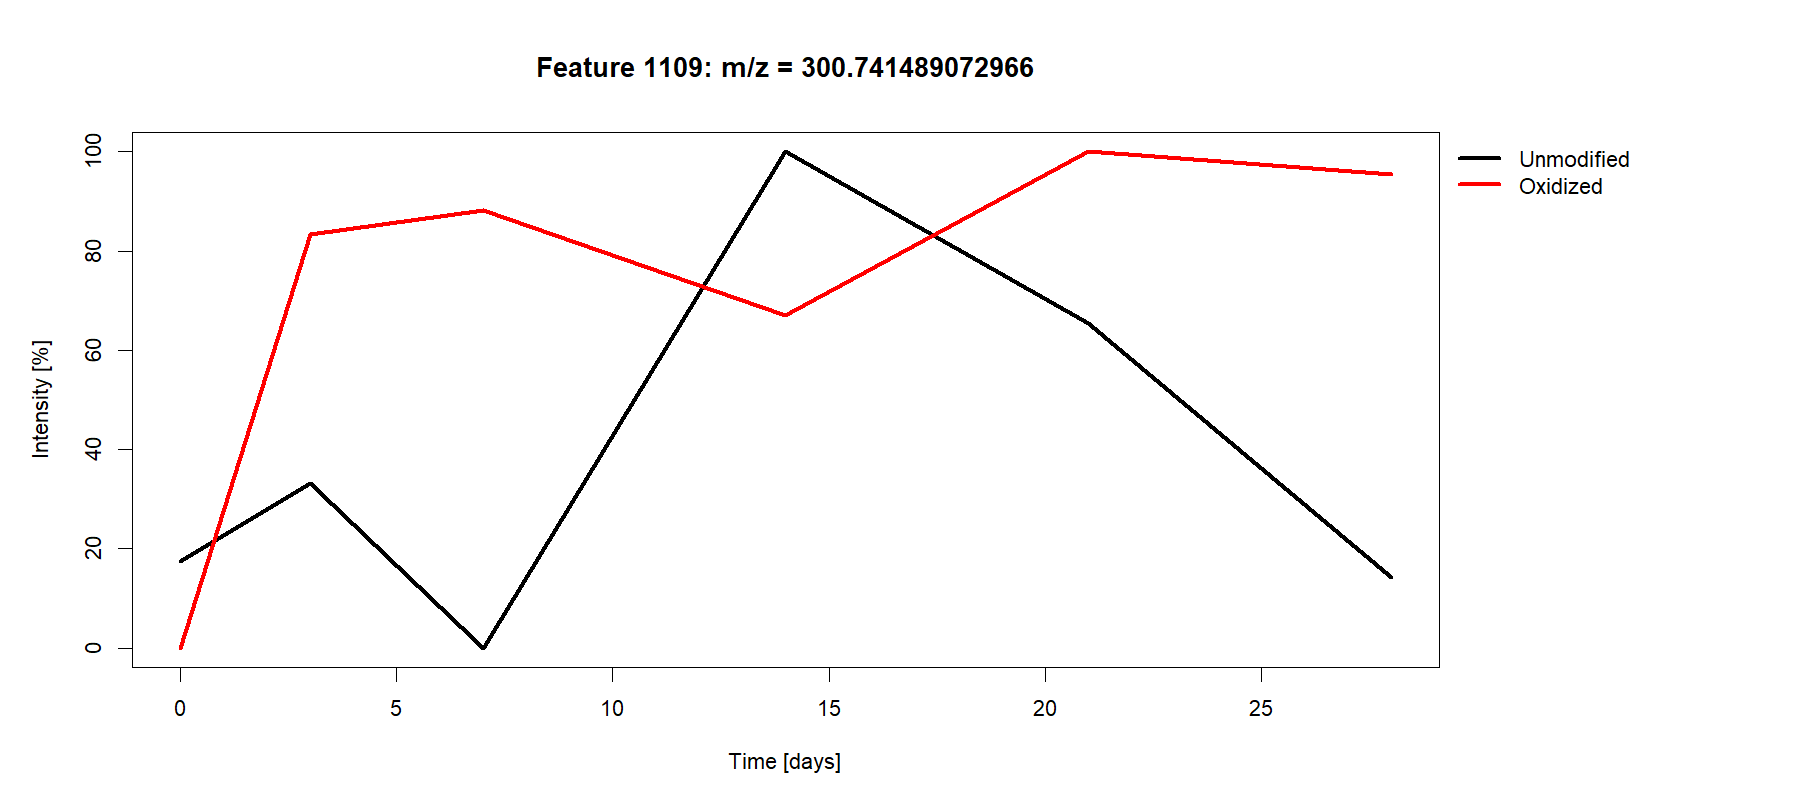 Feature 1109: m/z = 300.741489072966
Unmodified
Oxidized
Intensity [%]
100
80
60
40
20
0
0 5 10 15 20 25
Time [days]